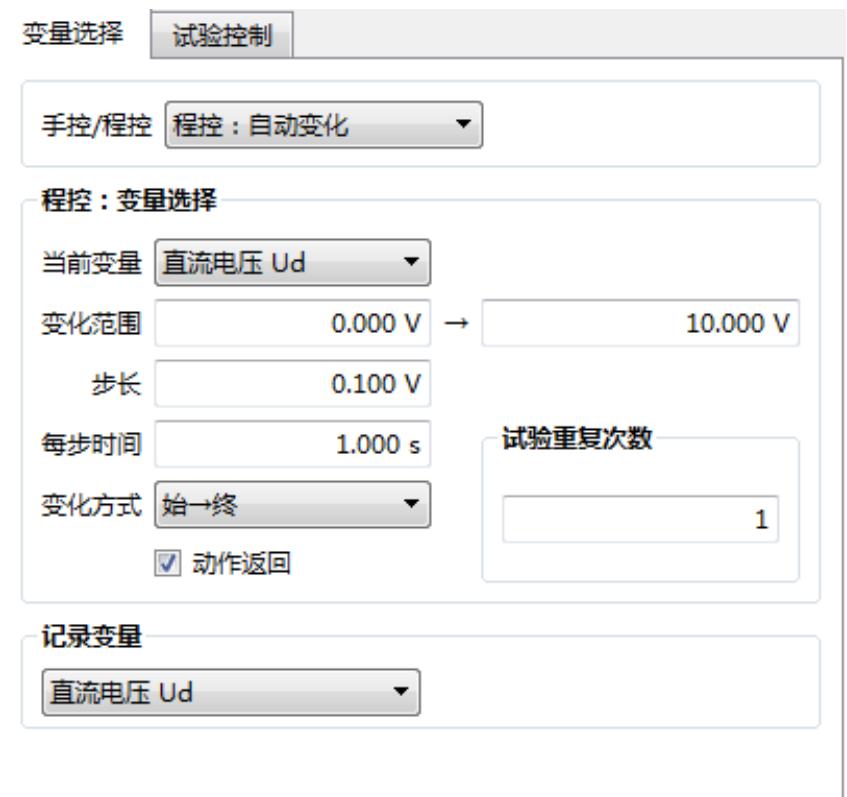 变量选择 试验控制
手控/程控 程控：自动变化
程控：变量选择
当前变量 直流电压 Ud
变化范围 0.000 V → 10.000 V
步长 0.100 V
每步时间 1.000 s
试验重复次数
变化方式 始→终
1
动作返回
记录变量
直流电压 Ud